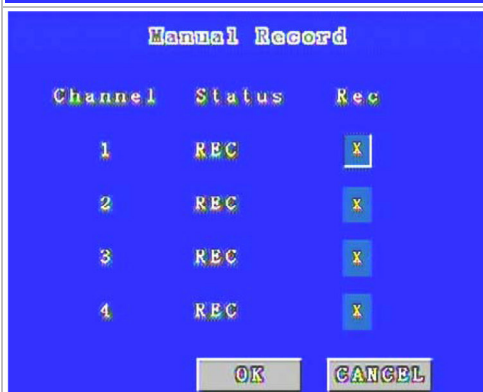 Manual Record
Channel Status Rec
1 REC X
2 REC X
3 REC X
4 REC X
OK CANCEL